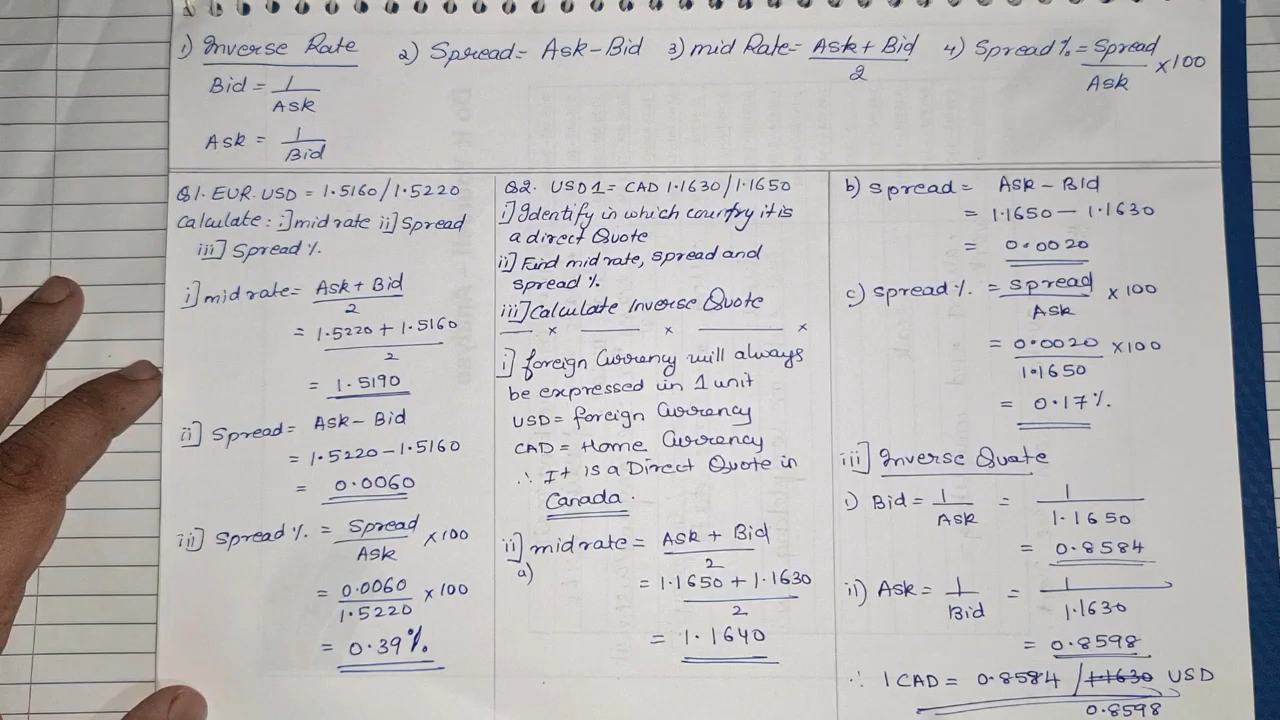 1) Inverse Rate
Bid = 1/Ask
Ask = 1/Bid
2) Spread = Ask - Bid
3) mid Rate = Ask + Bid / 2
4) Spread % = Spread/Ask x 100
Q1. EUR. USD = 1.5160/1.5220
Calculate: i] mid rate ii] Spread
iii] Spread %.
i] mid rate = Ask + Bid / 2
= 1.5220 + 1.5160 / 2
= 1.5190
ii] Spread = Ask - Bid
= 1.5220 - 1.5160
= 0.0060
iii] Spread %. = Spread/Ask x 100
= 0.0060/1.5220 x 100
= 0.39%.
Q2. USD 1 = CAD 1.1630/1.1650
i] Identify in which country it is
a direct Quote
ii] Find mid rate, spread and
spread %.
iii] Calculate Inverse Quote
x x x
i] foreign Currency will always
be expressed in 1 unit
USD = foreign Currency
CAD = Home Currency
∴ It is a Direct Quote in
Canada.
ii] mid rate = Ask + Bid / 2
a)
= 1.1650 + 1.1630 / 2
= 1.1640
b) Spread = Ask - Bid
= 1.1650 - 1.1630
= 0.0020
c) Spread %. = Spread/Ask x 100
= 0.0020/1.1650 x 100
= 0.17%.
iii] Inverse Quate
i) Bid = 1/Ask = 1/1.1650
= 0.8584
ii) Ask = 1/Bid = 1/1.1630
= 0.8598
∴ 1 CAD = 0.8584 / 1.1630 USD
0.8598